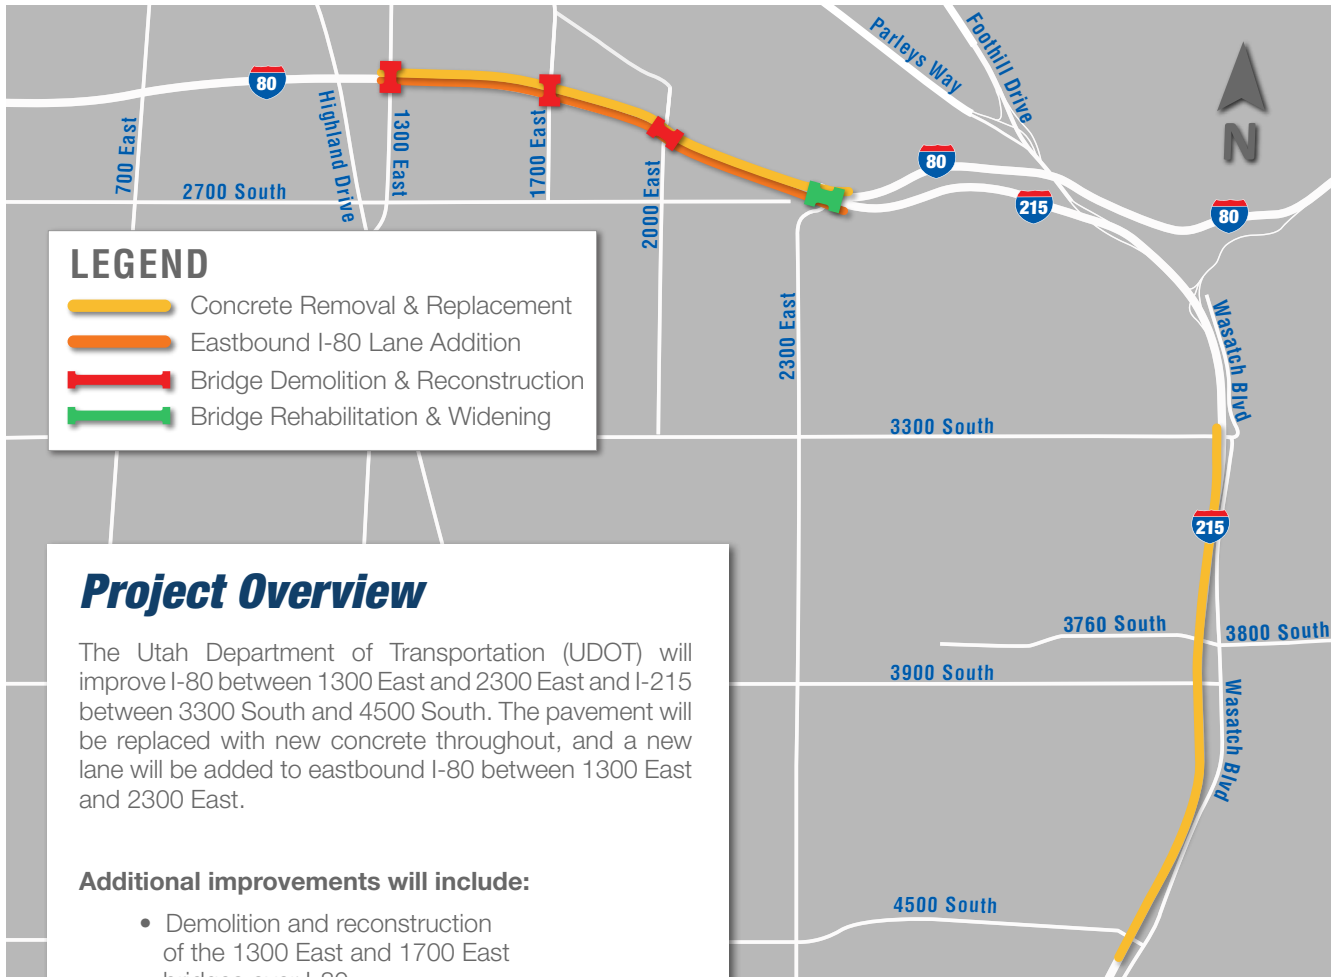 Parleys Way
Foothill Drive
N
80
80
215
80
700 East
Highland Drive
1300 East
1700 East
2000 East
2700 South
LEGEND
Concrete Removal & Replacement
Eastbound I-80 Lane Addition
Bridge Demolition & Reconstruction
Bridge Rehabilitation & Widening
2300 East
Wasatch Blvd
3300 South
215
3760 South
3800 South
3900 South
Wasatch Blvd
4500 South
Project Overview
The Utah Department of Transportation (UDOT) will
improve I-80 between 1300 East and 2300 East and I-215
between 3300 South and 4500 South. The pavement will
be replaced with new concrete throughout, and a new
lane will be added to eastbound I-80 between 1300 East
and 2300 East.
Additional improvements will include:
• Demolition and reconstruction
of the 1300 East and 1700 East
bridges over I-80